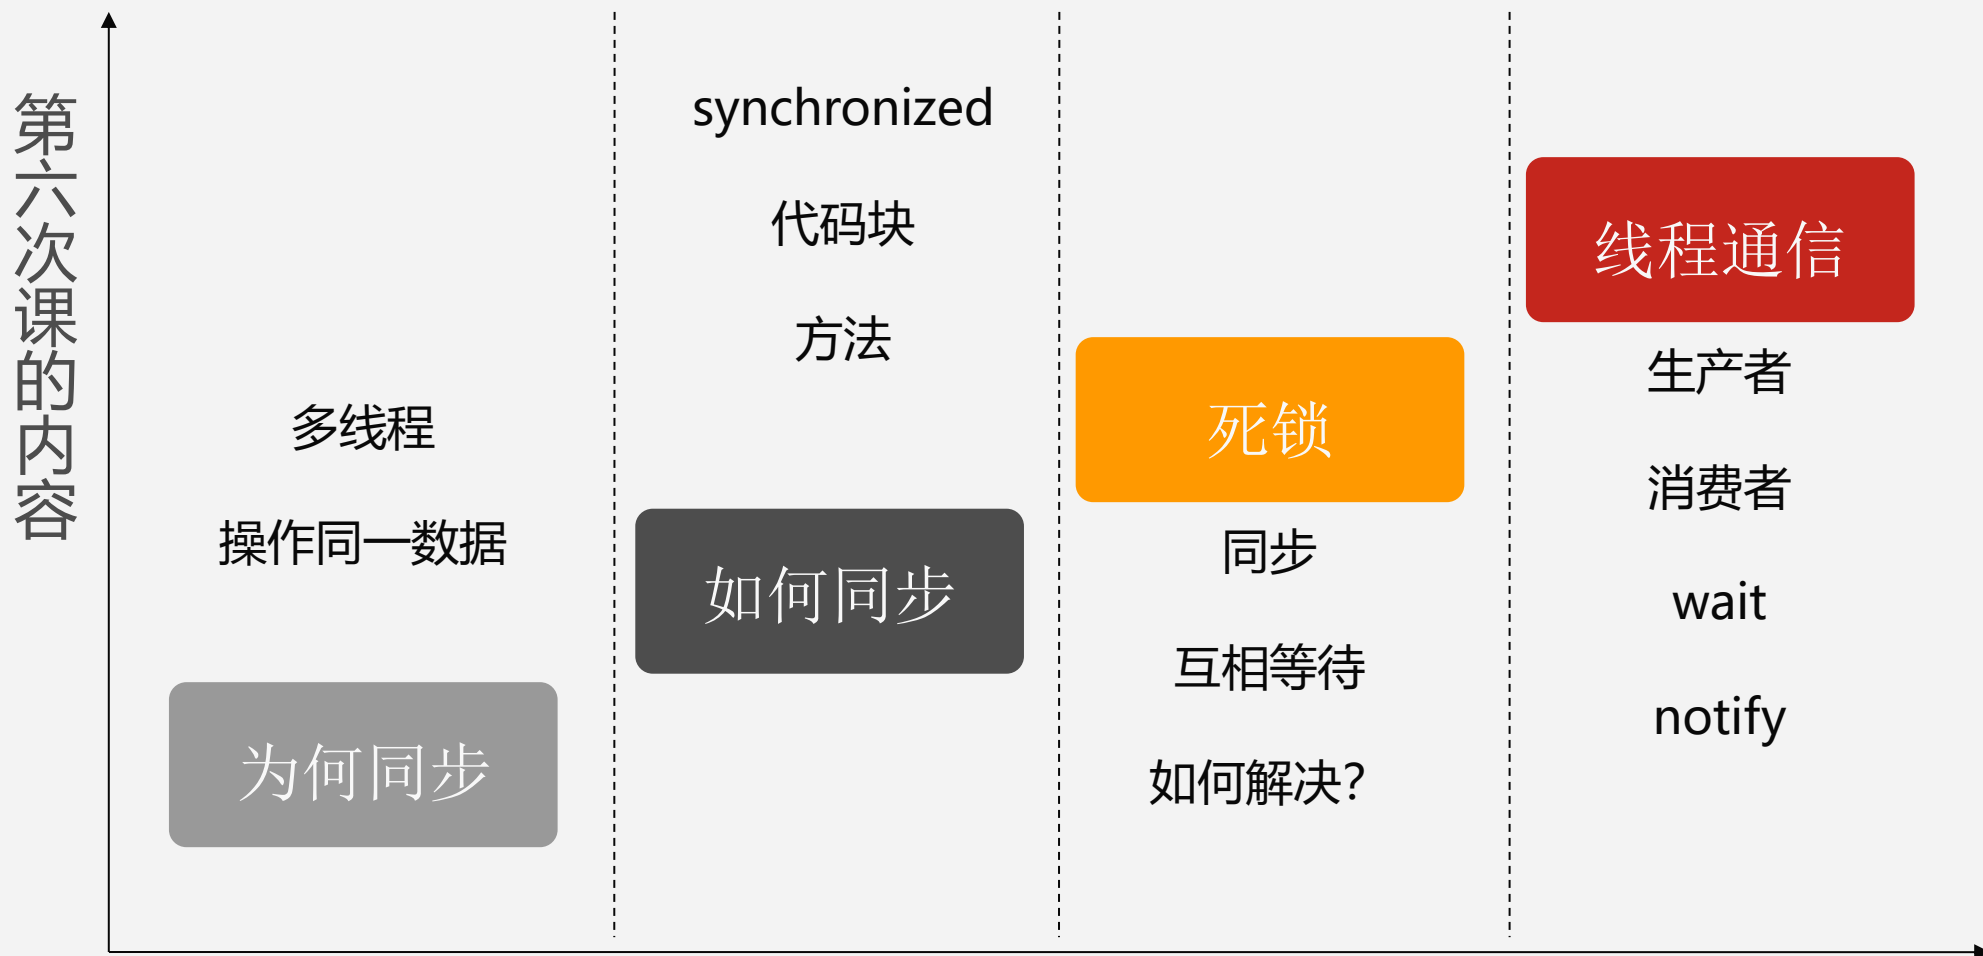 第六次课的内容
多线程
操作同一数据
为何同步
synchronized
代码块
方法
如何同步
死锁
同步
互相等待
如何解决?
线程通信
生产者
消费者
wait
notify